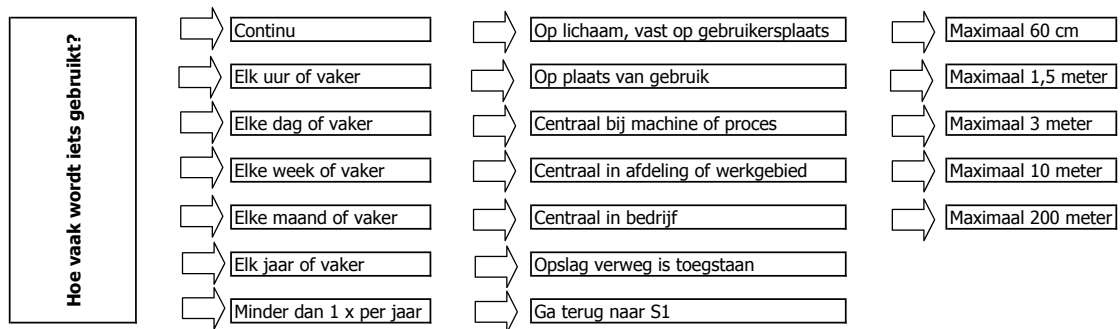 Hoe vaak wordt iets gebruikt?
Continu
Op lichaam, vast op gebruikersplaats
Maximaal 60 cm
Elk uur of vaker
Op plaats van gebruik
Maximaal 1,5 meter
Elke dag of vaker
Centraal bij machine of proces
Maximaal 3 meter
Elke week of vaker
Centraal in afdeling of werkgebied
Maximaal 10 meter
Elke maand of vaker
Centraal in bedrijf
Maximaal 200 meter
Elk jaar of vaker
Opslag verweg is toegstaan
Minder dan 1 x per jaar
Ga terug naar S1